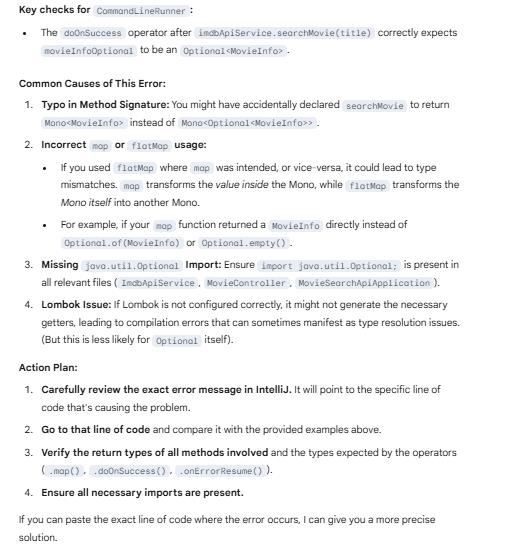 Key checks for CommandLineRunner:
• The doOnSuccess operator after imdbApiService.searchMovie(title) correctly expects
movieInfoOptional to be an Optional<MovieInfo>.
Common Causes of This Error:
1. Typo in Method Signature: You might have accidentally declared searchMovie to return
Mono<MovieInfo> instead of Mono<Optional<MovieInfo>>.
2. Incorrect map or flatMap usage:
• If you used flatMap where map was intended, or vice-versa, it could lead to type
mismatches. map transforms the value inside the Mono, while flatMap transforms the
Mono itself into another Mono.
• For example, if your map function returned a MovieInfo directly instead of
Optional.of(MovieInfo) or Optional.empty().
3. Missing java.util.Optional Import: Ensure import java.util.Optional; is present in
all relevant files (ImdbApiService, MovieController, MovieSearchApiApplication).
4. Lombok Issue: If Lombok is not configured correctly, it might not generate the necessary
getters, leading to compilation errors that can sometimes manifest as type resolution issues.
(But this is less likely for Optional itself).
Action Plan:
1. Carefully review the exact error message in IntelliJ. It will point to the specific line of
code that's causing the problem.
2. Go to that line of code and compare it with the provided examples above.
3. Verify the return types of all methods involved and the types expected by the operators
(.map(), .doOnSuccess(), .onErrorResume()).
4. Ensure all necessary imports are present.
If you can paste the exact line of code where the error occurs, I can give you a more precise
solution.